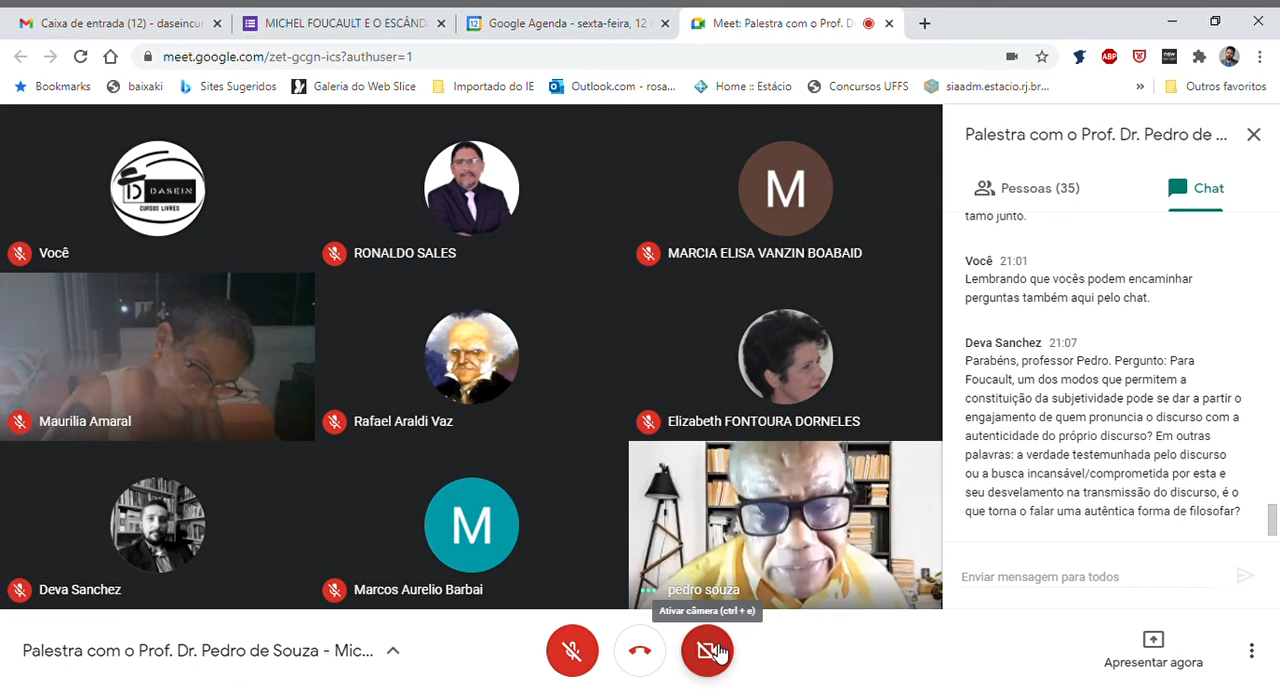 Caixa de entrada (12) - daseincur
MICHEL FOUCAULT E O ESCÂND
Google Agenda - sexta-feira, 12 d
Meet: Palestra com o Prof. D
meet.google.com/zet-gcgn-ics?authuser=1
ABP
Bookmarks
baixaki
Sites Sugeridos
Galeria do Web Slice
Importado do IE
Outlook.com - rosa...
Home :: Estácio
Concursos UFFS
siaadm.estacio.rj.br...
»
Outros favoritos
D DASEIN
CURSOS LIVRES
Você
RONALDO SALES
M
MARCIA ELISA VANZIN BOABAID
Maurilia Amaral
Rafael Araldi Vaz
Elizabeth FONTOURA DORNELES
Deva Sanchez
M
Marcos Aurelio Barbai
pedro souza
Ativar câmera (ctrl + e)
Palestra com o Prof. Dr. Pedro de Souza - Mic...
Palestra com o Prof. Dr. Pedro de ...
Pessoas (35)
Chat
tamo junto.
Você 21:01
Lembrando que vocês podem encaminhar
perguntas também aqui pelo chat.
Deva Sanchez 21:07
Parabéns, professor Pedro. Pergunto: Para
Foucault, um dos modos que permitem a
constituição da subjetividade pode se dar a partir o
engajamento de quem pronuncia o discurso com a
autenticidade do próprio discurso? Em outras
palavras: a verdade testemunhada pelo discurso
ou a busca incansável/comprometida por esta e
seu desvelamento na transmissão do discurso, é o
que torna o falar uma autêntica forma de filosofar?
Enviar mensagem para todos
Apresentar agora